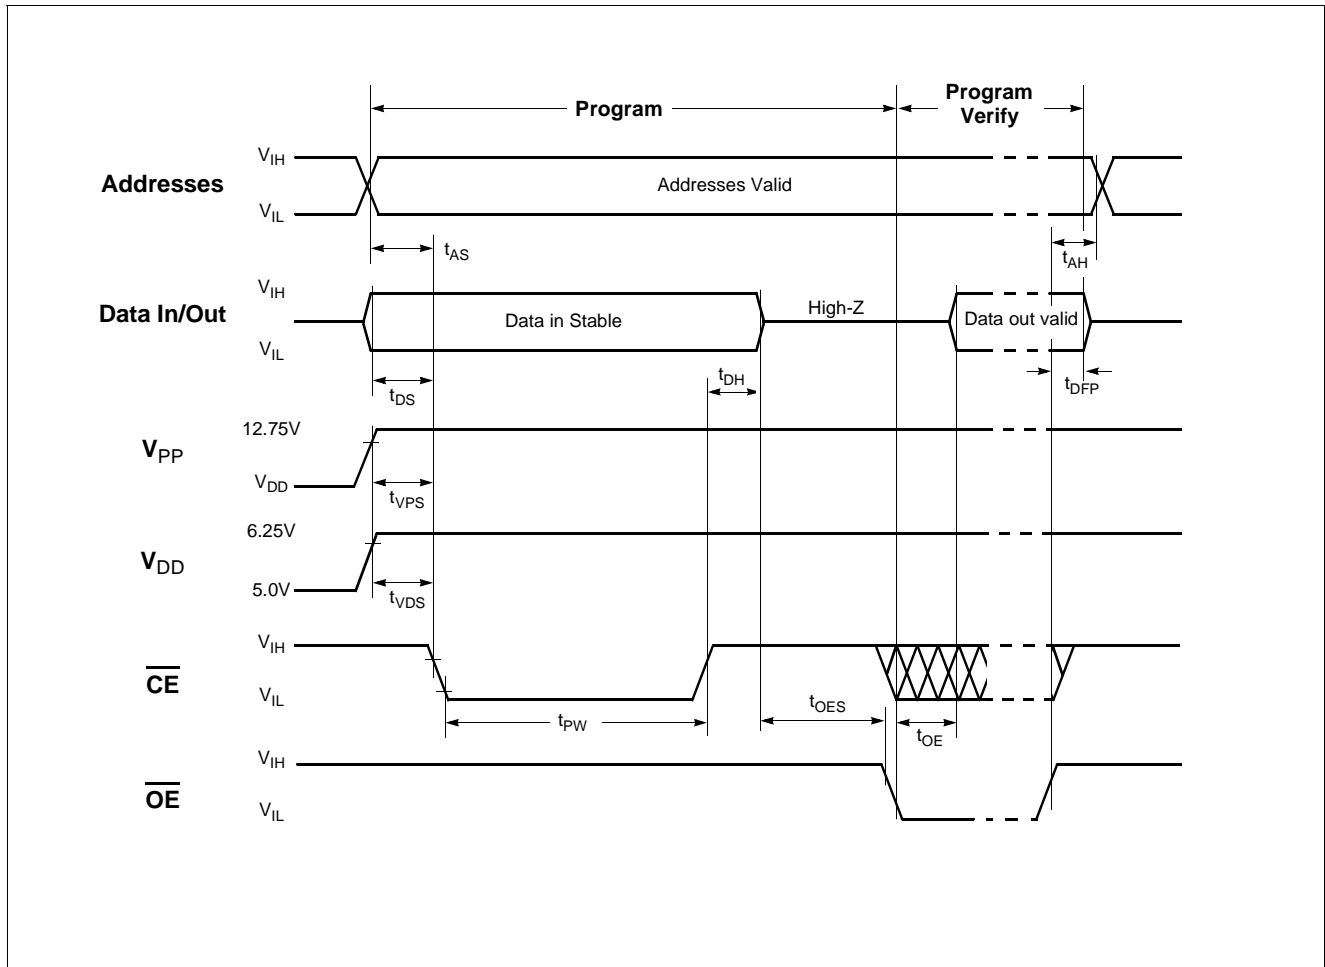 Program
Program
Verify
Addresses
VIH
Addresses Valid
VIL
tAS
tAH
Data In/Out
VIH
Data in Stable
High-Z
Data out valid
VIL
tDS
tDH
tDFP
VPP
12.75V
VDD
tVPS
VDD
6.25V
5.0V
tVDS
CE
VIH
VIL
tPW
tOES
tOE
OE
VIH
VIL